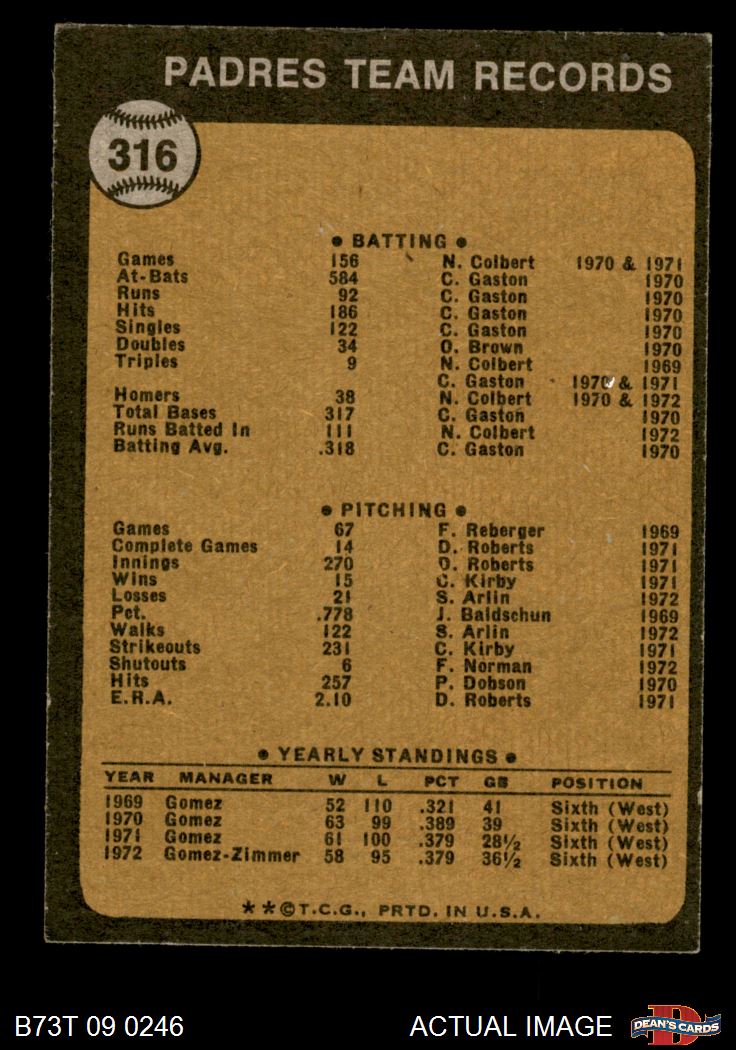 PADRES TEAM RECORDS
316
● BATTING ●
Games 156 N. Colbert 1970 & 1971
At-Bats 584 C. Gaston 1970
Runs 92 C. Gaston 1970
Hits 186 C. Gaston 1970
Singles 122 C. Gaston 1970
Doubles 34 O. Brown 1970
Triples 9 N. Colbert 1969
C. Gaston 1970 & 1971
Homers 38 N. Colbert 1970 & 1972
Total Bases 317 C. Gaston 1970
Runs Batted In 111 N. Colbert 1972
Batting Avg. .318 C. Gaston 1970
● PITCHING ●
Games 67 F. Reberger 1969
Complete Games 14 D. Roberts 1971
Innings 270 D. Roberts 1971
Wins 15 C. Kirby 1971
Losses 21 S. Arlin 1972
Pct. .778 J. Baldschun 1969
Walks 122 S. Arlin 1972
Strikeouts 231 C. Kirby 1971
Shutouts 6 F. Norman 1972
Hits 257 P. Dobson 1970
E.R.A. 2.10 D. Roberts 1971
● YEARLY STANDINGS ●
YEAR MANAGER W L PCT GB POSITION
1969 Gomez 52 110 .321 41 Sixth (West)
1970 Gomez 63 99 .389 39 Sixth (West)
1971 Gomez 61 100 .379 28½ Sixth (West)
1972 Gomez-Zimmer 58 95 .379 36½ Sixth (West)
**©T.C.G., PRTD. IN U.S.A.
B73T 09 0246 ACTUAL IMAGE D DEAN'S CARDS